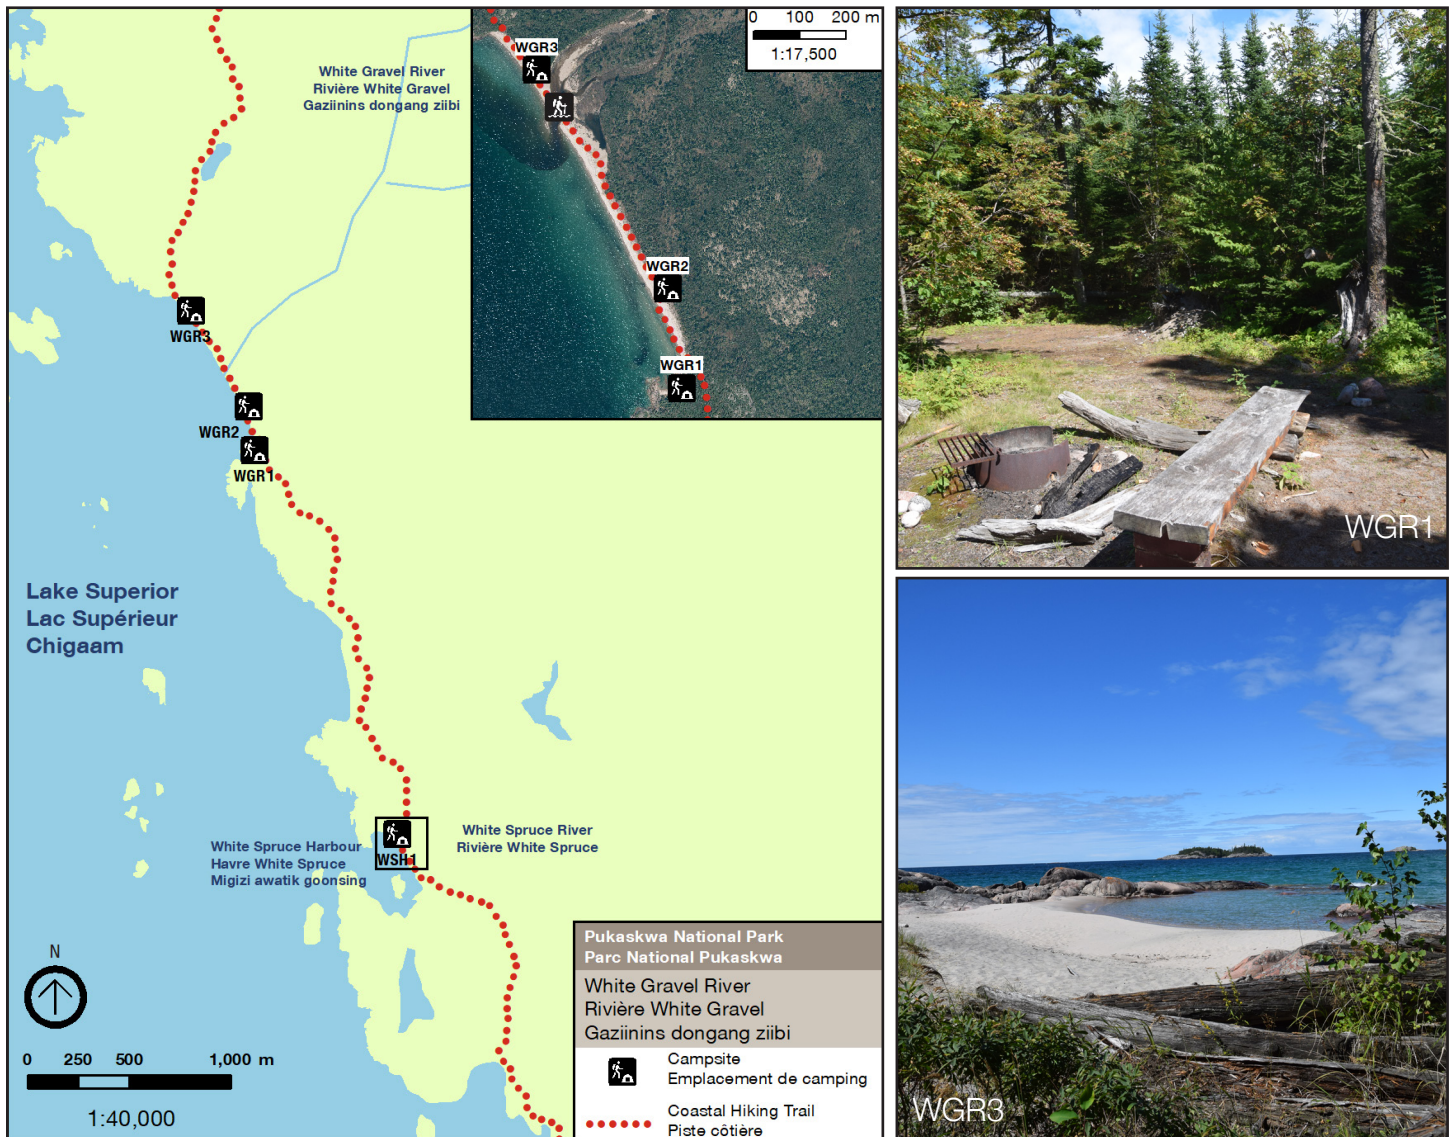 White Gravel River
Rivière White Gravel
Gaziinins dongang ziibi
WGR3
WGR2
WGR1
Lake Superior
Lac Supérieur
Chigaam
White Spruce Harbour
Havre White Spruce
Migizi awatik goonsing
WSH1
White Spruce River
Rivière White Spruce
N
0 250 500 1,000 m
1:40,000
0 100 200 m
1:17,500
WGR3
WGR2
WGR1
Pukaskwa National Park
Parc National Pukaskwa
White Gravel River
Rivière White Gravel
Gaziinins dongang ziibi
Campsite
Emplacement de camping
Coastal Hiking Trail
Piste côtière
WGR1
WGR3